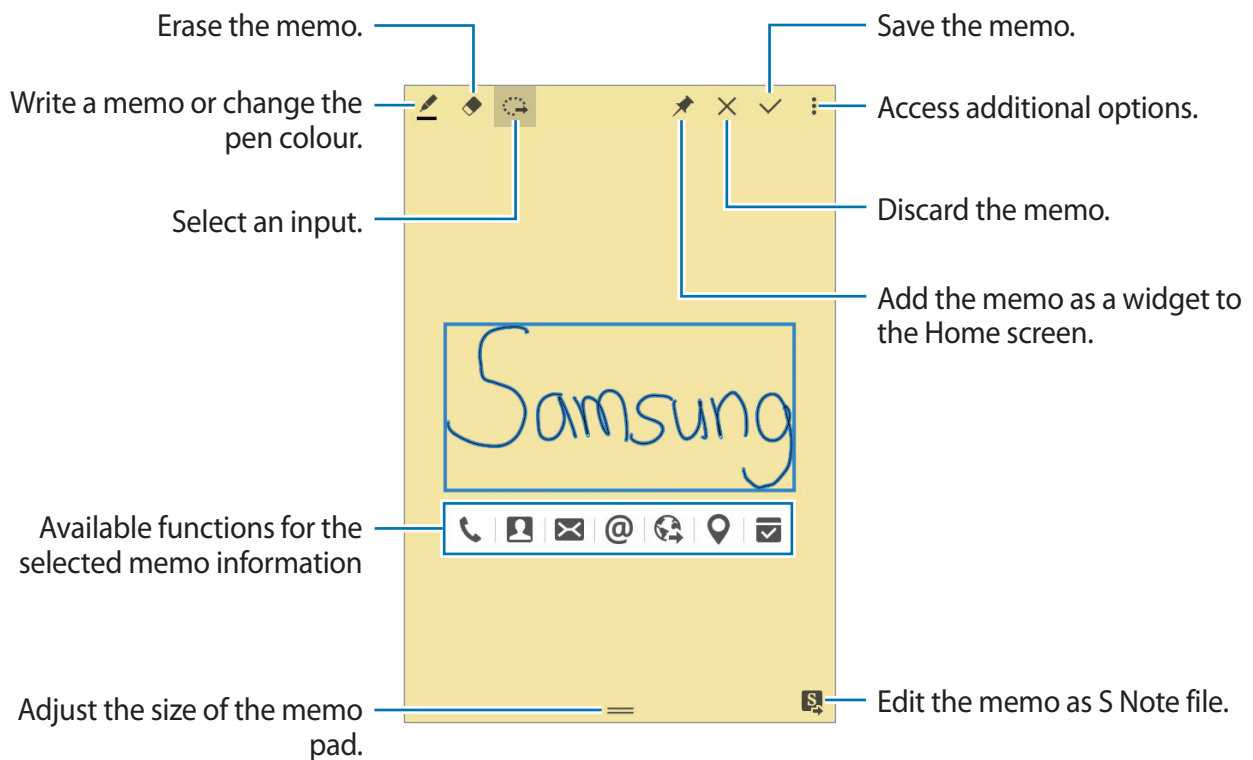 Erase the memo.
Save the memo.
Write a memo or change the
pen colour.
Access additional options.
Select an input.
Discard the memo.
Add the memo as a widget to
the Home screen.
Samsung
@
Available functions for the
selected memo information
S
Edit the memo as S Note file.
Adjust the size of the memo
pad.